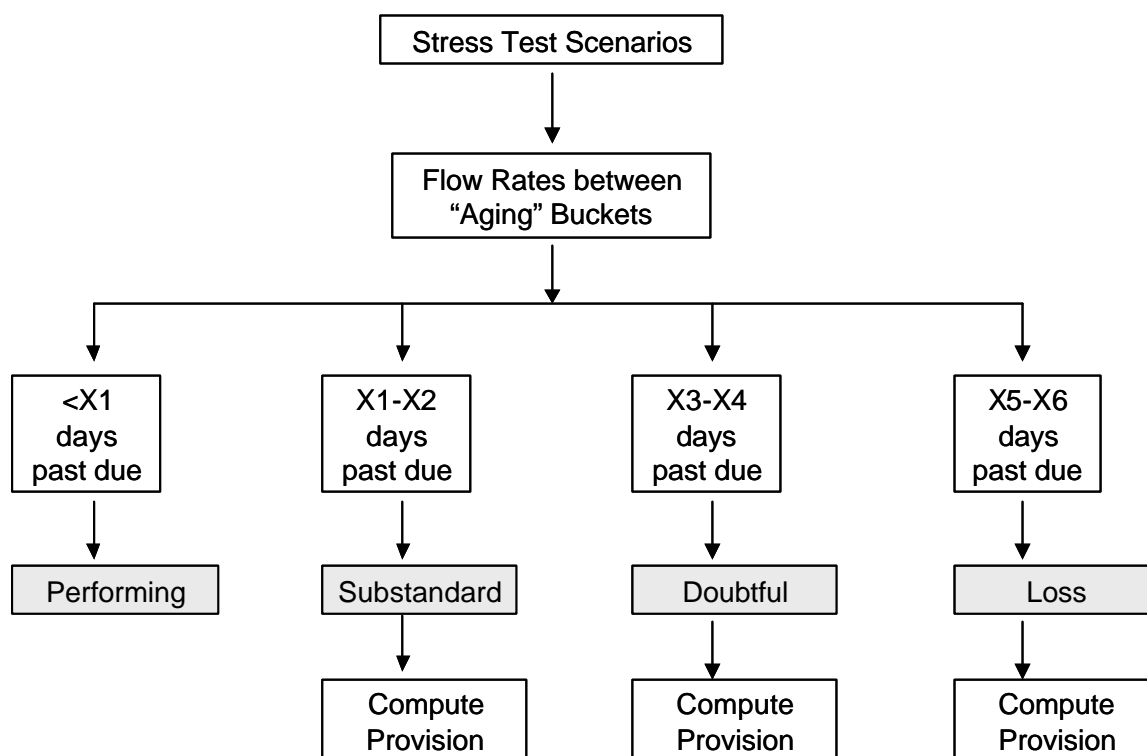 Stress Test Scenarios
Flow Rates between
“Aging” Buckets
<X1
days
past due
X1-X2
days
past due
X3-X4
days
past due
X5-X6
days
past due
Performing
Substandard
Doubtful
Loss
Compute
Provision
Compute
Provision
Compute
Provision